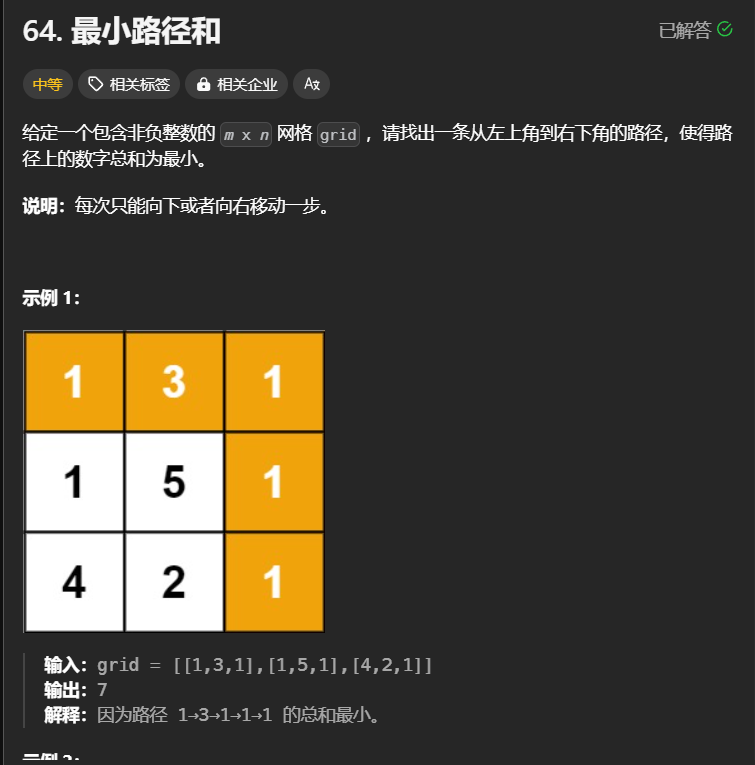 64. 最小路径和
已解答
中等 相关标签 相关企业
给定一个包含非负整数的 m x n 网格 grid ，请找出一条从左上角到右下角的路径，使得路
径上的数字总和为最小。
说明：每次只能向下或者向右移动一步。
示例 1：
1 3 1
1 5 1
4 2 1
输入：grid = [[1,3,1],[1,5,1],[4,2,1]]
输出：7
解释：因为路径 1→3→1→1→1 的总和最小。